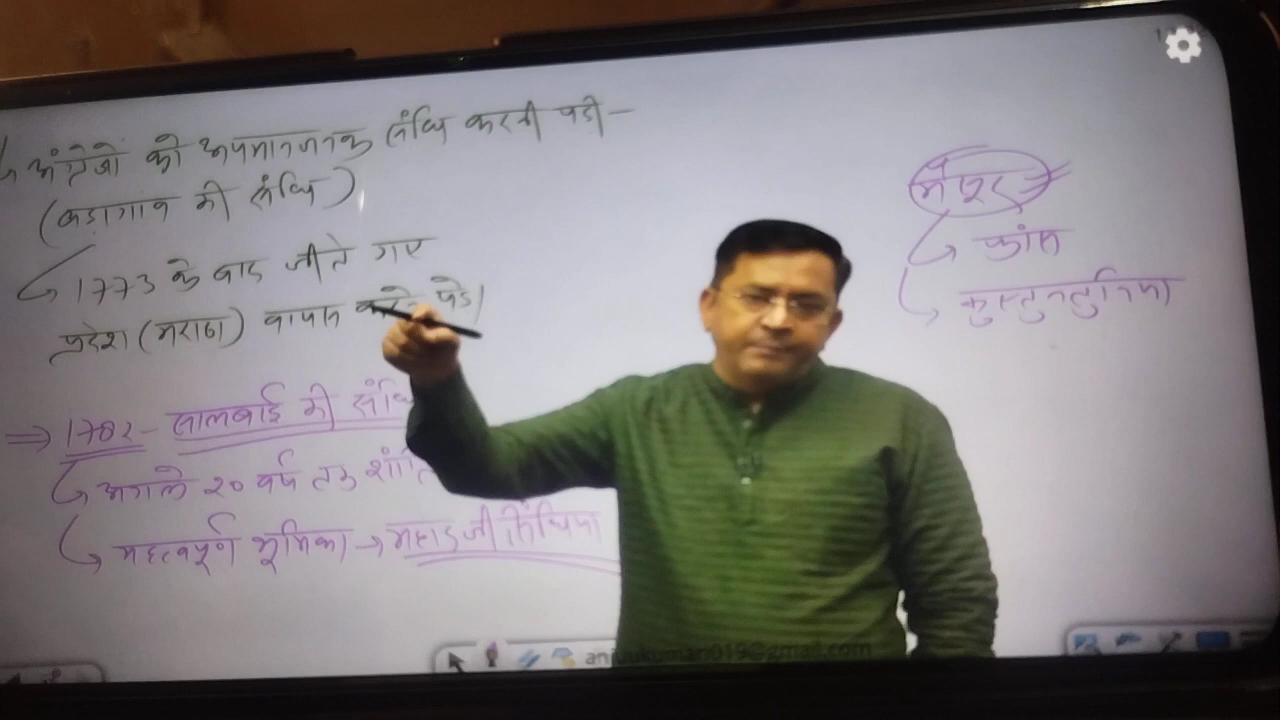 ↳ अंग्रेजों को अपमानजनक संधि करनी पडी –
(बड़ागांव की संधि)
↳ 1773 के बाद जीते गए
प्रदेश (मराठा) वापस करने पडे।
⇒ 1782 – सालबाई की संधि
↳ अगले २० वर्ष तक शांति
↳ महत्वपूर्ण भूमिका → महादजी सिंधिया
मैसूर
↳ फ्रांस
↳ कुस्तुनतुनिया